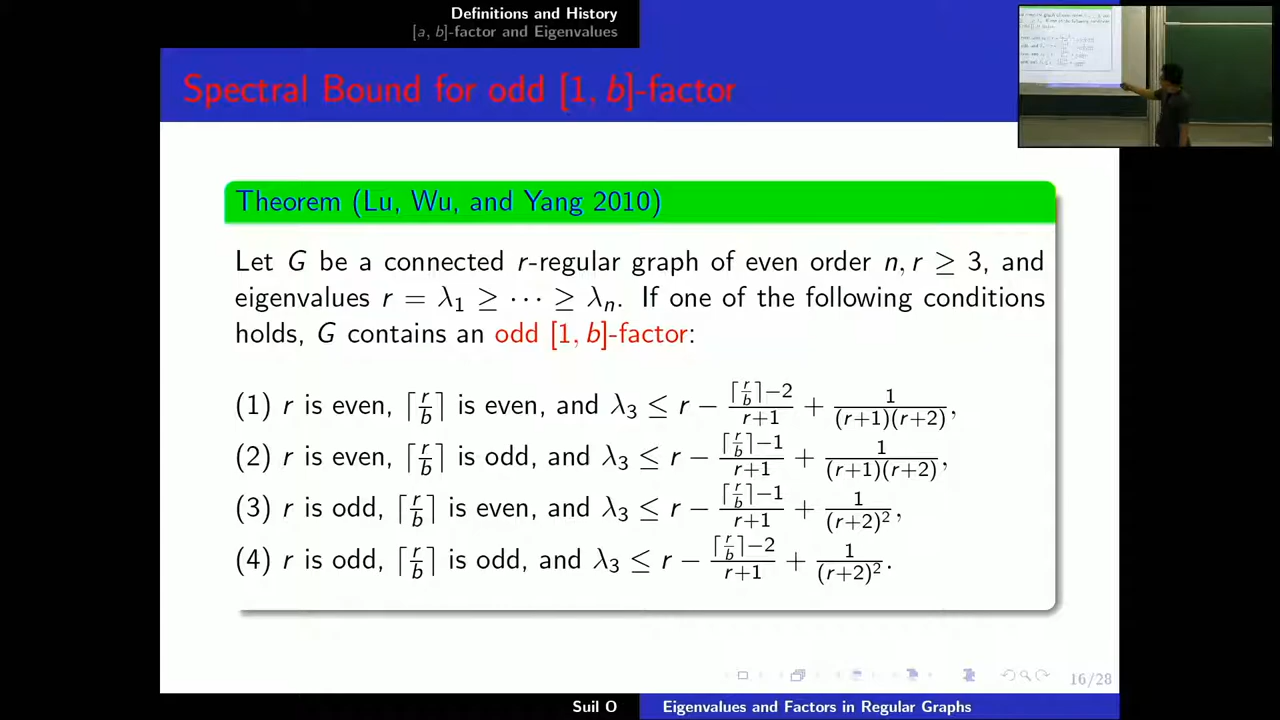 Definitions and History
[a, b]-factor and Eigenvalues
Spectral Bound for odd [1, b]-factor
Theorem (Lu, Wu, and Yang 2010)
Let G be a connected r-regular graph of even order n, r ≥ 3, and
eigenvalues r = λ₁ ≥ ⋯ ≥ λₙ. If one of the following conditions
holds, G contains an odd [1, b]-factor:
(1) r is even, ⌈r/b⌉ is even, and λ₃ ≤ r − (⌈r/b⌉−2)/(r+1) + 1/((r+1)(r+2)),
(2) r is even, ⌈r/b⌉ is odd, and λ₃ ≤ r − (⌈r/b⌉−1)/(r+1) + 1/((r+1)(r+2)),
(3) r is odd, ⌈r/b⌉ is even, and λ₃ ≤ r − (⌈r/b⌉−1)/(r+1) + 1/(r+2)²,
(4) r is odd, ⌈r/b⌉ is odd, and λ₃ ≤ r − (⌈r/b⌉−2)/(r+1) + 1/(r+2)².
16/28
Suil O Eigenvalues and Factors in Regular Graphs